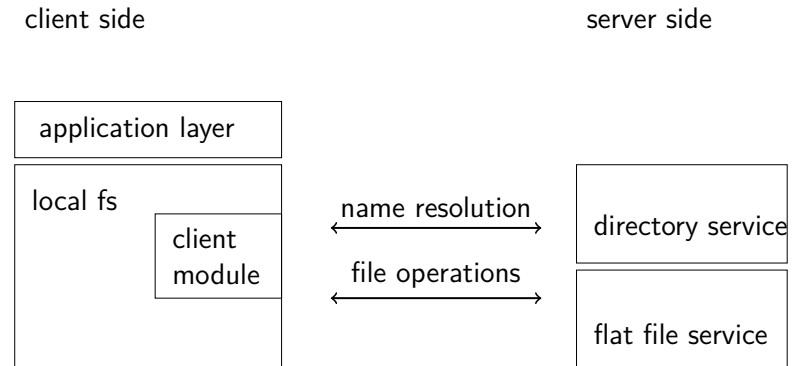 client side
server side
application layer
local fs
client
module
name resolution
file operations
directory service
flat file service